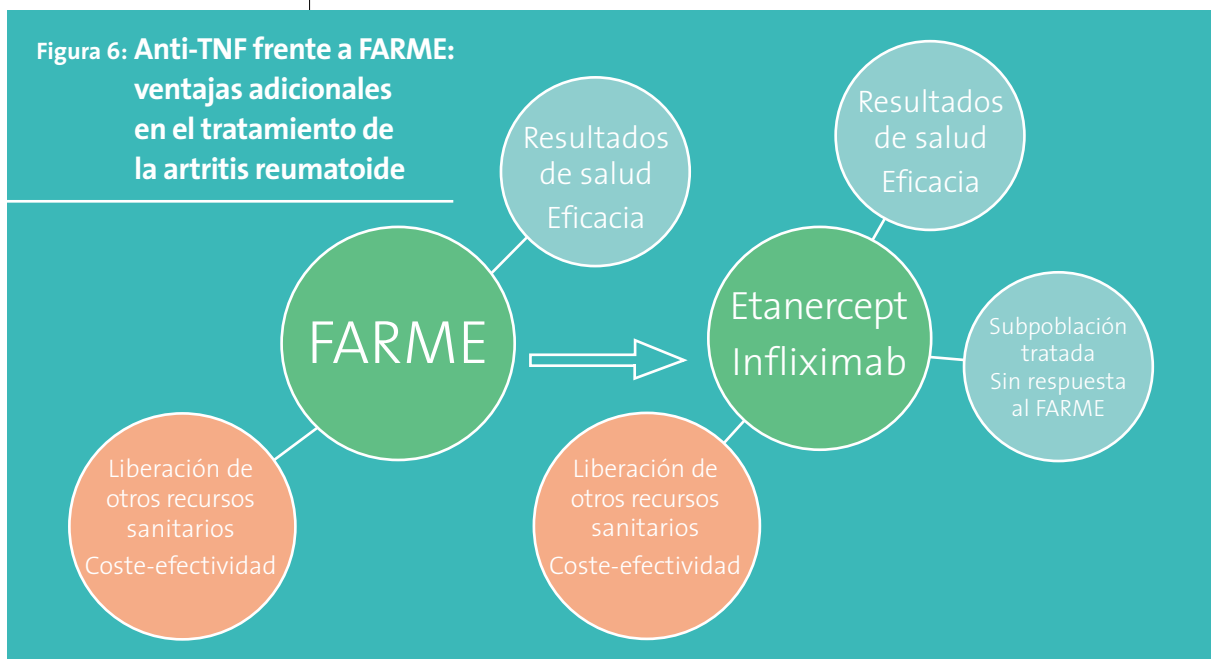 Figura 6: Anti-TNF frente a FARME:
ventajas adicionales
en el tratamiento de
la artritis reumatoide
Resultados
de salud
Eficacia
FARME
Liberación de
otros recursos
sanitarios
Coste-efectividad
Resultados
de salud
Eficacia
Etanercept
Infliximab
Subpoblación
tratada
Sin respuesta
al FARME
Liberación de
otros recursos
sanitarios
Coste-efectividad